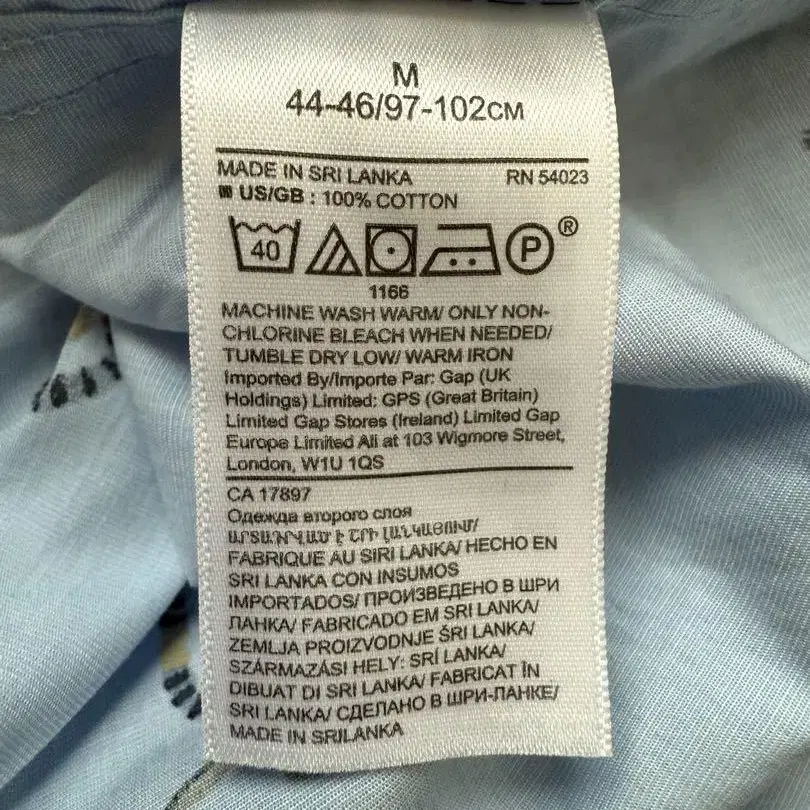 M
44-46/97-102CM
MADE IN SRI LANKA RN 54023
US/GB : 100% COTTON
40 P ®
1166
MACHINE WASH WARM/ ONLY NON-
CHLORINE BLEACH WHEN NEEDED/
TUMBLE DRY LOW/ WARM IRON
Imported By/Importe Par: Gap (UK
Holdings) Limited: GPS (Great Britain)
Limited Gap Stores (Ireland) Limited Gap
Europe Limited All at 103 Wigmore Street,
London, W1U 1QS
CA 17897
Одежда второго слоя
ԱՐՏԱԴՐՎԱԾ Է ՇՐԻ ԼԱՆԿԱՅՈՒՄ/
FABRIQUE AU SIRI LANKA/ HECHO EN
SRI LANKA CON INSUMOS
IMPORTADOS/ ПРОИЗВЕДЕНО В ШРИ
ЛАНКА/ FABRICADO EM SRI LANKA/
ZEMLJA PROIZVODNJE ŠRI LANKA/
SZÁRMAZÁSI HELY: SRÍ LANKA/
DIBUAT DI SRI LANKA/ FABRICAT ÎN
SRI LANKA/ СДЕЛАНО В ШРИ-ЛАНКЕ/
MADE IN SRILANKA